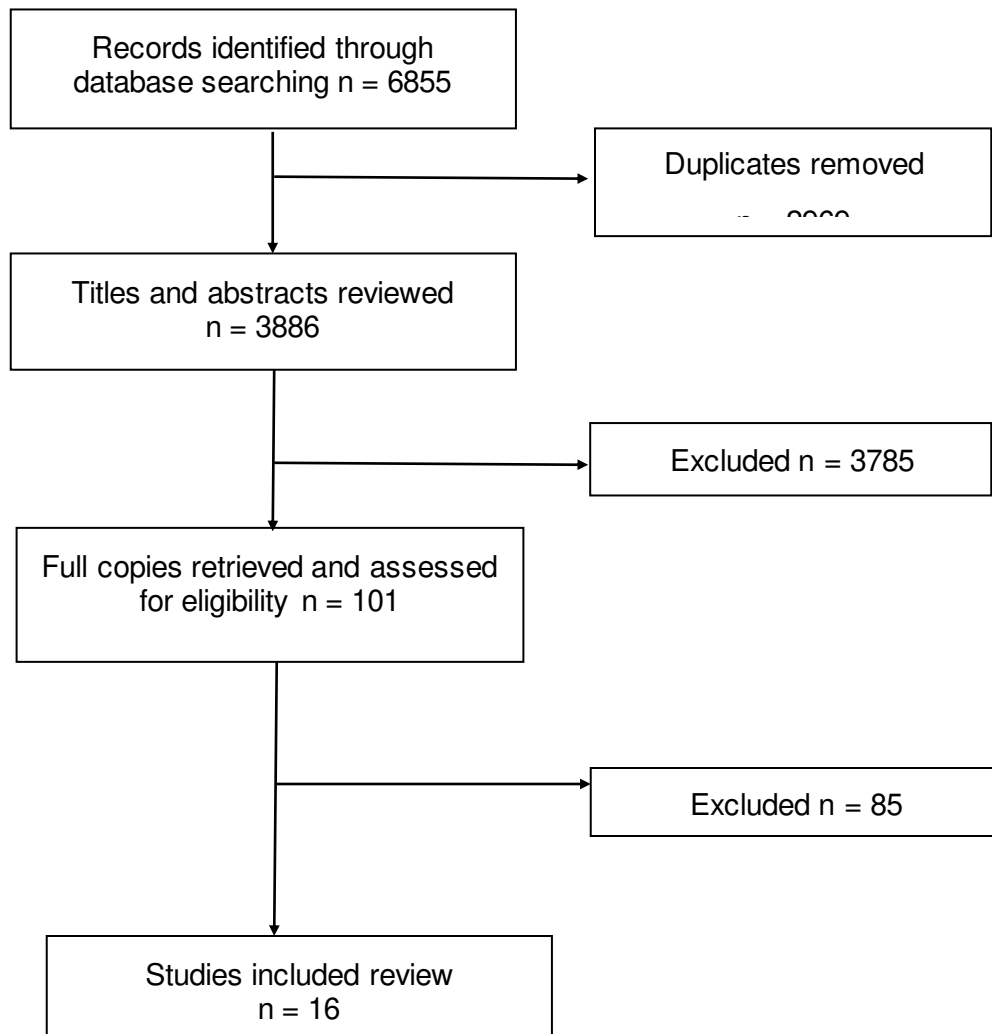 Records identified through
database searching n = 6855
Duplicates removed
Titles and abstracts reviewed
n = 3886
Excluded n = 3785
Full copies retrieved and assessed
for eligibility n = 101
Excluded n = 85
Studies included review
n = 16